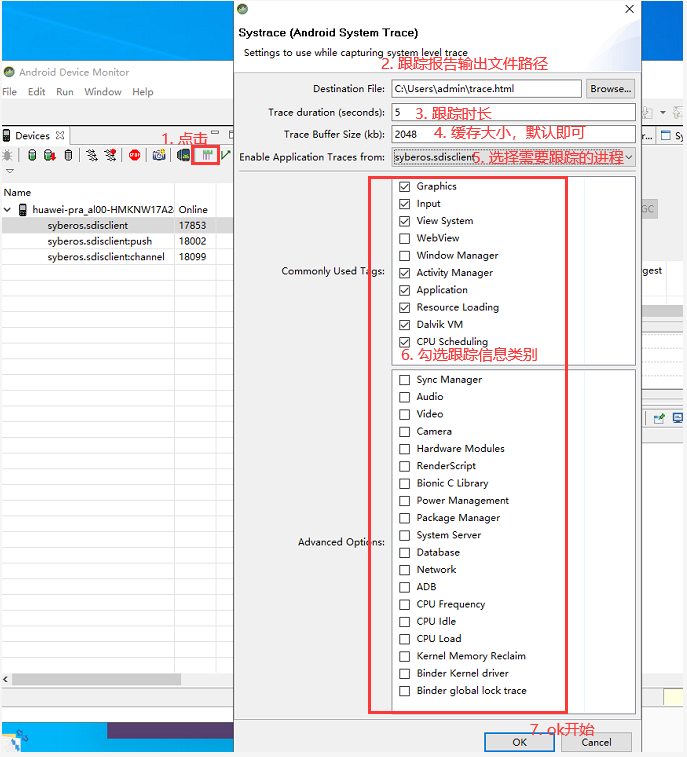 Systrace (Android System Trace)
Settings to use while capturing system level trace
2. 跟踪报告输出文件路径
Destination File:
C:\Users\admin\trace.html
Browse...
Trace duration (seconds):
5
3. 跟踪时长
Trace Buffer Size (kb):
2048
4. 缓存大小，默认即可
Enable Application Traces from:
syberos.sdisclient
5. 选择需要跟踪的进程
Commonly Used Tags:
Graphics
Input
View System
WebView
Window Manager
Activity Manager
Application
Resource Loading
Dalvik VM
CPU Scheduling
6. 勾选跟踪信息类别
Advanced Options:
Sync Manager
Audio
Video
Camera
Hardware Modules
RenderScript
Bionic C Library
Power Management
Package Manager
System Server
Database
Network
ADB
CPU Frequency
CPU Idle
CPU Load
Kernel Memory Reclaim
Binder Kernel driver
Binder global lock trace
7. ok开始
OK
Cancel
Android Device Monitor
File Edit Run Window Help
Devices
1. 点击
Name
huawei-pra_al00-HMKNW17A2 Online
syberos.sdisclient 17853
syberos.sdisclient:push 18002
syberos.sdisclient:channel 18099